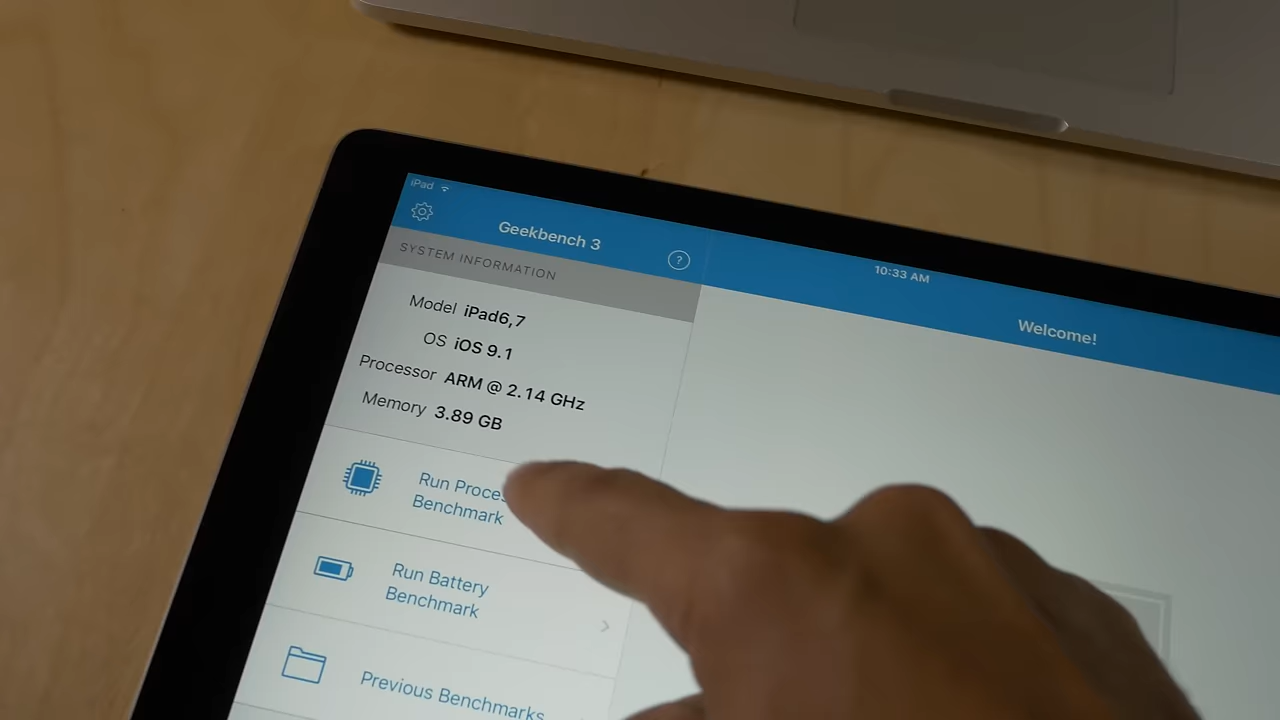 iPad
Geekbench 3
?
10:33 AM
Welcome!
SYSTEM INFORMATION
Model iPad6,7
OS iOS 9.1
Processor ARM @ 2.14 GHz
Memory 3.89 GB
Run Proces
Benchmark
Run Battery
Benchmark
Previous Benchmarks